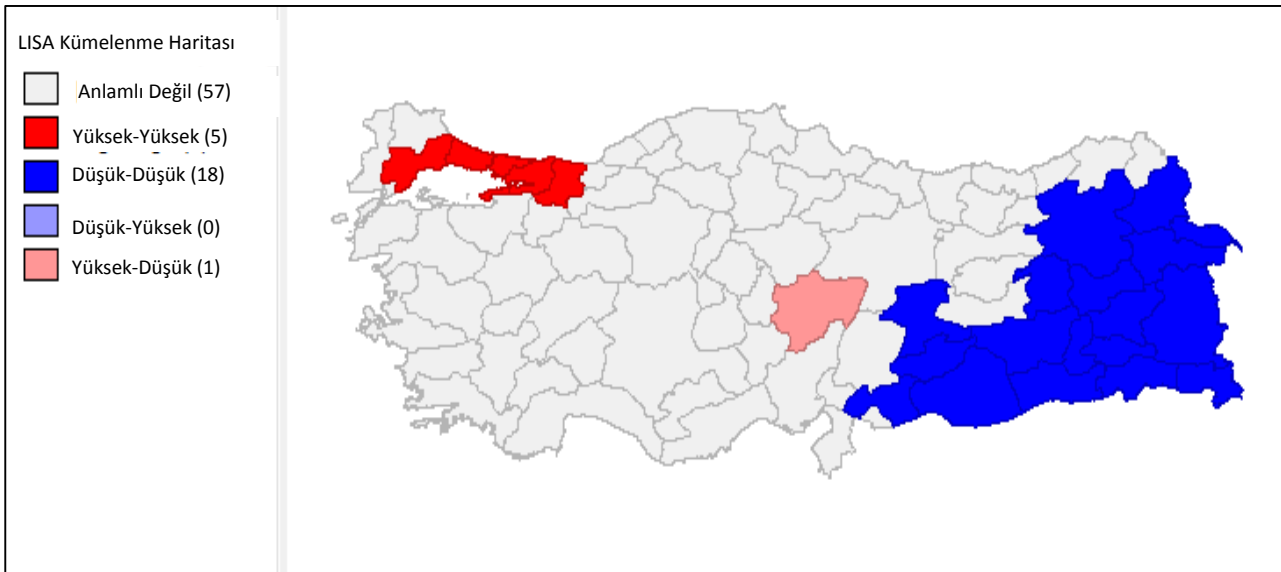 LISA Kümelenme Haritası
Anlamlı Değil (57)
Yüksek-Yüksek (5)
Düşük-Düşük (18)
Düşük-Yüksek (0)
Yüksek-Düşük (1)